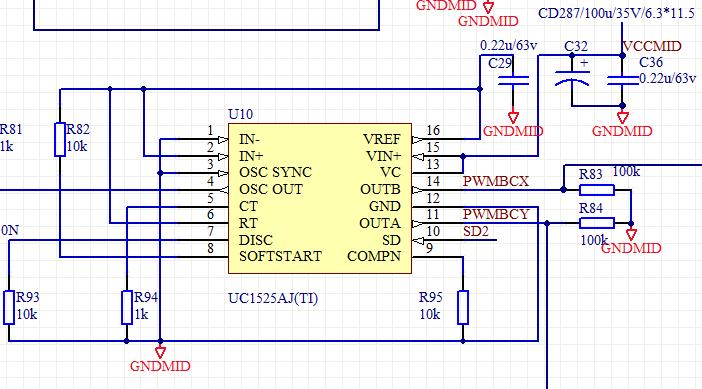 GNDMID
GNDMID
CD287/100u/35V/6.3*11.5
0.22u/63v
C32
+
VCCMID
C29
C36
0.22u/63v
U10
GNDMID
GNDMID
R81
1k
R82
10k
1 IN- VREF 16
2 IN+ VIN+ 15
3 OSC SYNC VC 13
4 OSC OUT OUTB 14
5 CT GND 12
6 RT OUTA 11
7 DISC SD 10
8 SOFTSTART COMPN 9
PWMBCX
R83
100k
PWMBCY
R84
100k
GNDMID
0N
SD2
R93
10k
R94
1k
UC1525AJ(TI)
R95
10k
GNDMID